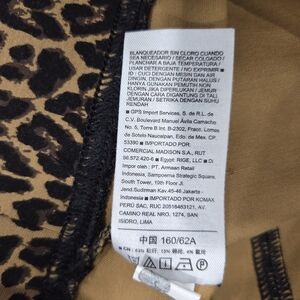 BLANQUEADOR SIN CLORO CUANDO
SEA NECESARIO / SECAR COLGADO /
PLANCHAR A BAJA TEMPERATURA /
USAR DETERGENTE / NO EXPRIMIR ■
ID : CUCI DENGAN MESIN DAN AIR
DINGIN, DENGAN PUTARAN HALUS /
HANYA GUNAKAN PEMUTIH NON
KLORIN JIKA DIPERLUKAN / JEMUR
DENGAN CARA DIGANTUNG DI TALI
JEMURAN / SETRIKA DENGAN SUHU
RENDAH
■ GPS Import Services, S. de R.L. de
C.V. Boulevard Manuel Ávila Camacho
No. 5, Torre B Int. B-2302, Fracc. Lomas
de Sotelo Naucalpan, Edo. De Mex. CP.
53390 ■ IMPORTADO POR:
COMERCIAL MADISON S.A., RUT
96.572.420-6 ■ Egypt: RIGE, LLC ■ Di
Impor oleh : PT. Armaan Retail
Indonesia, Sampoerna Strategic Square,
South Tower, 19th Floor Jl.
Jend.Sudirman Kav.45-46 Jakarta -
Indonesia ■ IMPORTADO POR KOMAX
PERU SAC, RUC 20516463121, AV.
CAMINO REAL NRO. 1274, SAN
ISIDRO, LIMA
中国 160/62A